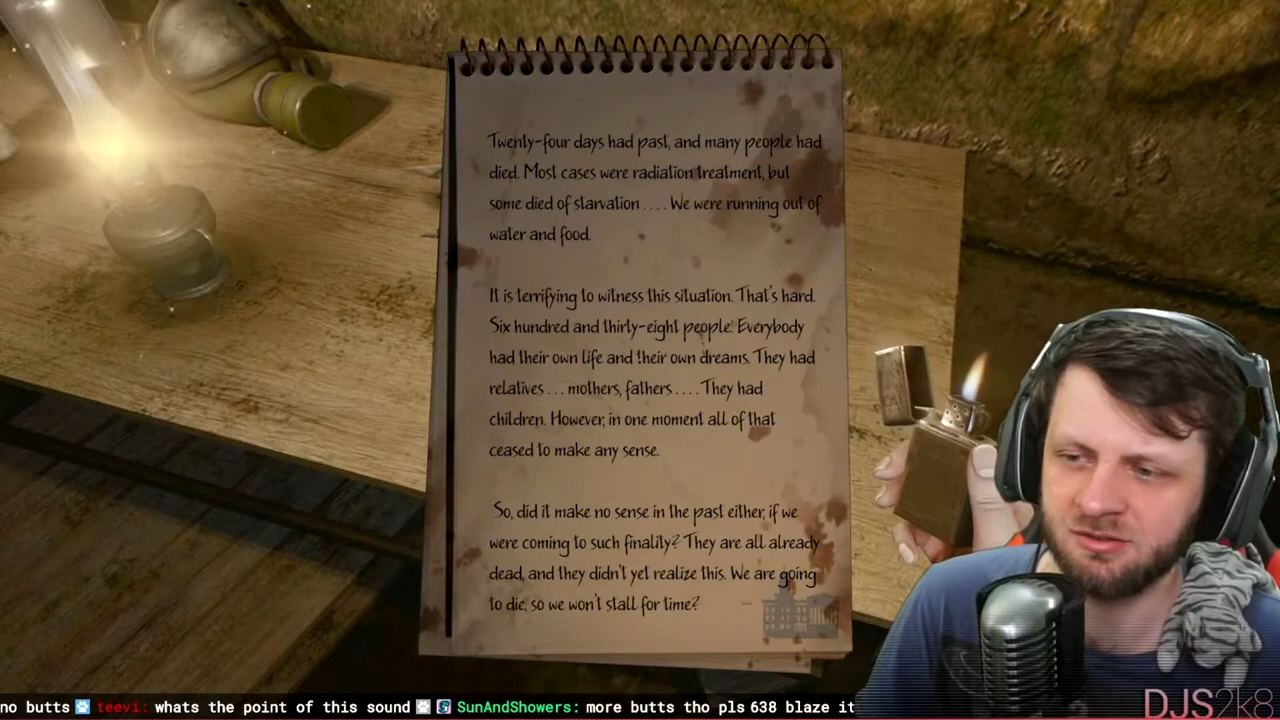 Twenty-four days had past, and many people had
died. Most cases were radiation treatment, but
some died of starvation . . . . We were running out of
water and food.
It is terrifying to witness this situation. That's hard.
Six hundred and thirty-eight people. Everybody
had their own life and their own dreams. They had
relatives . . . mothers, fathers . . . . They had
children. However, in one moment all of that
ceased to make any sense.
So, did it make no sense in the past either, if we
were coming to such finality? They are all already
dead, and they didn't yet realize this. We are going
to die, so we won't stall for time?
DJS2k8
no butts teevi: whats the point of this sound SunAndShowers: more butts tho pls 638 blaze it